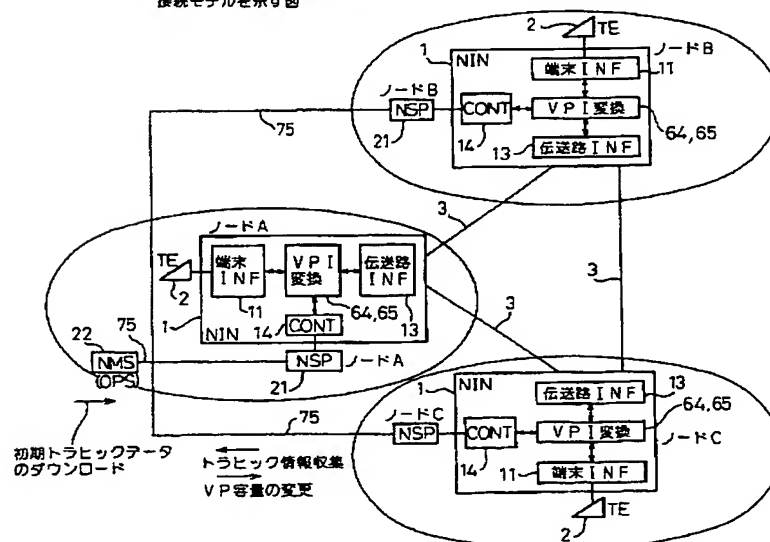 接続モデルを示す図
2
TE
1
NIN
ノードB
端末INF
11
ノードB
NSP
21
CONT
14
VPI変換
64,65
13
伝送路INF
75
3
3
3
ノードA
TE
2
端末INF
11
VPI変換
64,65
伝送路INF
13
1
NIN
14
CONT
22
NMS
(OPS)
75
NSP
21
ノードA
初期トラヒックデータ
のダウンロード
75
トラヒック情報収集
VP容量の変更
ノードC
NSP
1
NIN
伝送路INF
13
CONT
14
VPI変換
64,65
ノードC
11
端末INF
2
TE